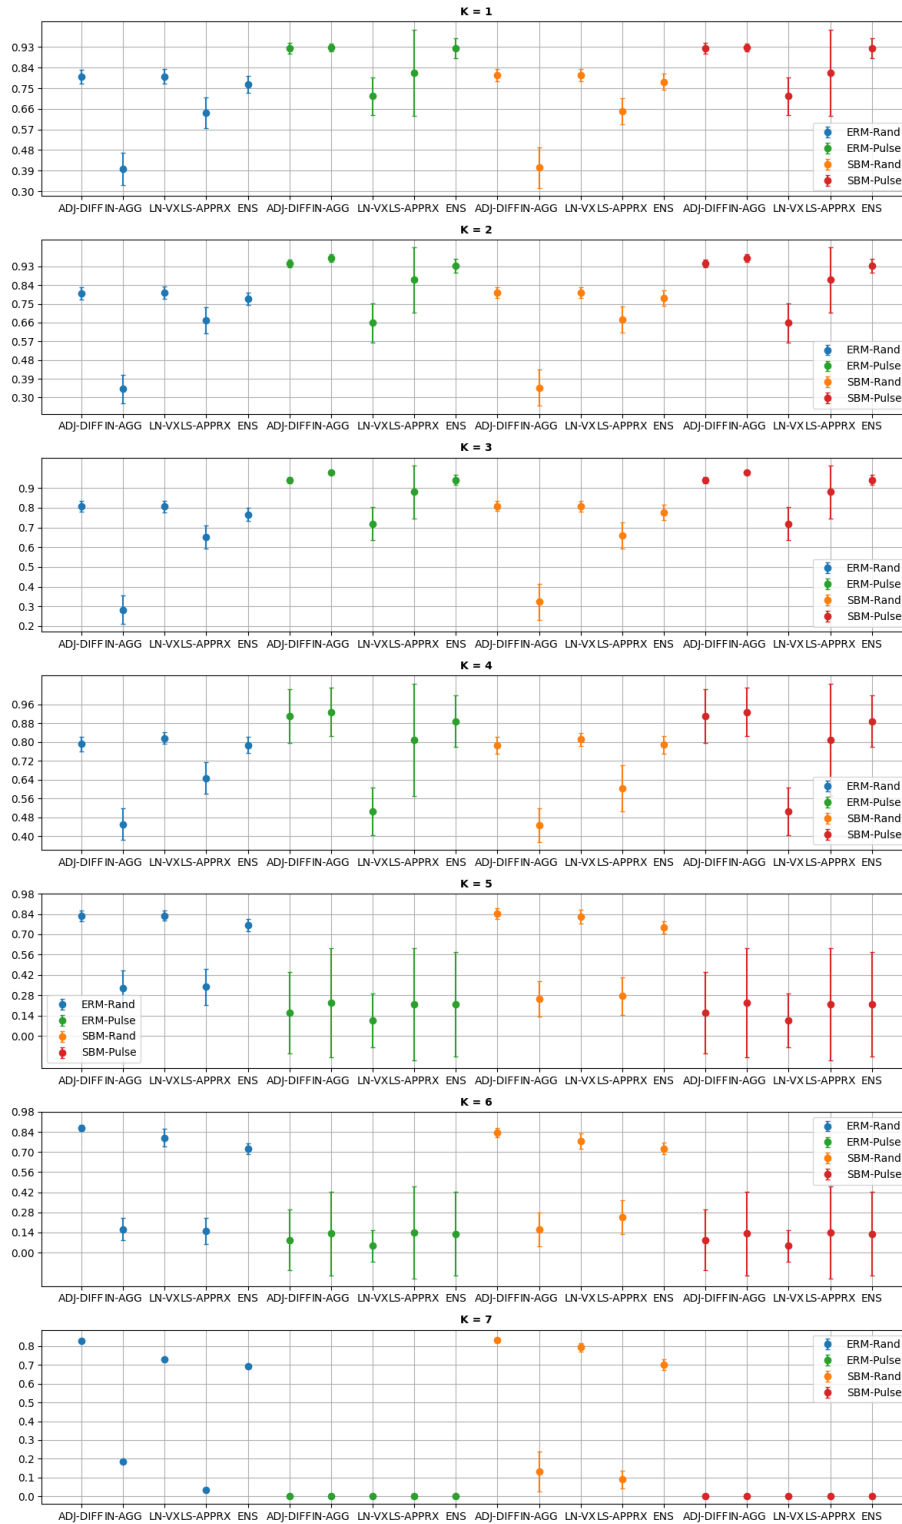 K = 1
0.93
0.84
0.75
0.66
0.57
0.48
0.39
0.30
ERM-Rand
ERM-Pulse
SBM-Rand
SBM-Pulse
ADJ-DIFF IN-AGG LN-VX LS-APPRX ENS ADJ-DIFF IN-AGG LN-VX LS-APPRX ENS ADJ-DIFF IN-AGG LN-VX LS-APPRX ENS ADJ-DIFF IN-AGG LN-VX LS-APPRX ENS
K = 2
0.93
0.84
0.75
0.66
0.57
0.48
0.39
0.30
ERM-Rand
ERM-Pulse
SBM-Rand
SBM-Pulse
ADJ-DIFF IN-AGG LN-VX LS-APPRX ENS ADJ-DIFF IN-AGG LN-VX LS-APPRX ENS ADJ-DIFF IN-AGG LN-VX LS-APPRX ENS ADJ-DIFF IN-AGG LN-VX LS-APPRX ENS
K = 3
0.9
0.8
0.7
0.6
0.5
0.4
0.3
0.2
ERM-Rand
ERM-Pulse
SBM-Rand
SBM-Pulse
ADJ-DIFF IN-AGG LN-VX LS-APPRX ENS ADJ-DIFF IN-AGG LN-VX LS-APPRX ENS ADJ-DIFF IN-AGG LN-VX LS-APPRX ENS ADJ-DIFF IN-AGG LN-VX LS-APPRX ENS
K = 4
0.96
0.88
0.80
0.72
0.64
0.56
0.48
0.40
ERM-Rand
ERM-Pulse
SBM-Rand
SBM-Pulse
ADJ-DIFF IN-AGG LN-VX LS-APPRX ENS ADJ-DIFF IN-AGG LN-VX LS-APPRX ENS ADJ-DIFF IN-AGG LN-VX LS-APPRX ENS ADJ-DIFF IN-AGG LN-VX LS-APPRX ENS
K = 5
0.98
0.84
0.70
0.56
0.42
0.28
0.14
0.00
ERM-Rand
ERM-Pulse
SBM-Rand
SBM-Pulse
ADJ-DIFF IN-AGG LN-VX LS-APPRX ENS ADJ-DIFF IN-AGG LN-VX LS-APPRX ENS ADJ-DIFF IN-AGG LN-VX LS-APPRX ENS ADJ-DIFF IN-AGG LN-VX LS-APPRX ENS
K = 6
0.98
0.84
0.70
0.56
0.42
0.28
0.14
0.00
ERM-Rand
ERM-Pulse
SBM-Rand
SBM-Pulse
ADJ-DIFF IN-AGG LN-VX LS-APPRX ENS ADJ-DIFF IN-AGG LN-VX LS-APPRX ENS ADJ-DIFF IN-AGG LN-VX LS-APPRX ENS ADJ-DIFF IN-AGG LN-VX LS-APPRX ENS
K = 7
0.8
0.7
0.6
0.5
0.4
0.3
0.2
0.1
0.0
ERM-Rand
ERM-Pulse
SBM-Rand
SBM-Pulse
ADJ-DIFF IN-AGG LN-VX LS-APPRX ENS ADJ-DIFF IN-AGG LN-VX LS-APPRX ENS ADJ-DIFF IN-AGG LN-VX LS-APPRX ENS ADJ-DIFF IN-AGG LN-VX LS-APPRX ENS